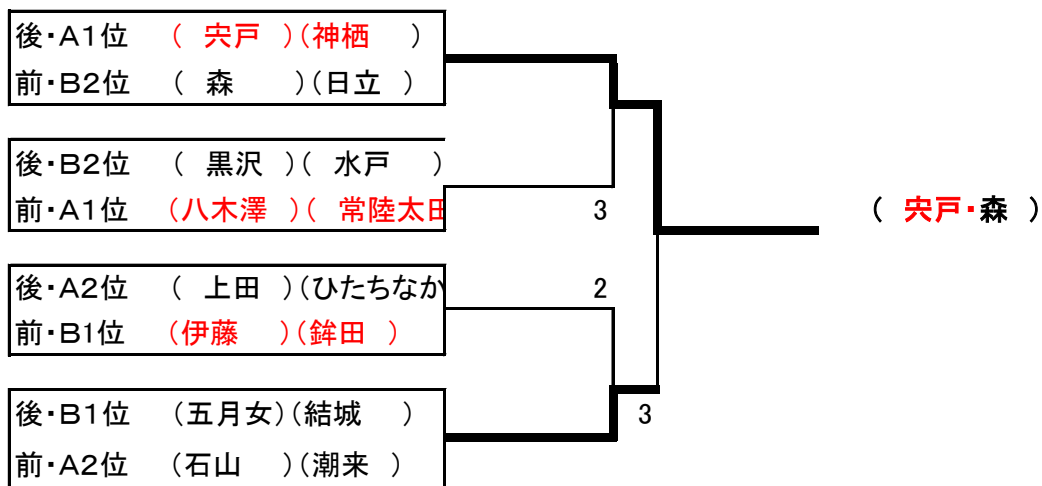 後・A1位 （ 宍戸 ）（神栖 ）
前・B2位 （ 森 ）（日立 ）
後・B2位 （ 黒沢 ）（ 水戸 ）
前・A1位 （八木澤 ）（ 常陸太田
3
（ 宍戸・森 ）
後・A2位 （ 上田 ）（ひたちなか
2
前・B1位 （伊藤 ）（鉾田 ）
後・B1位 （五月女）（結城 ）
3
前・A2位 （石山 ）（潮来 ）